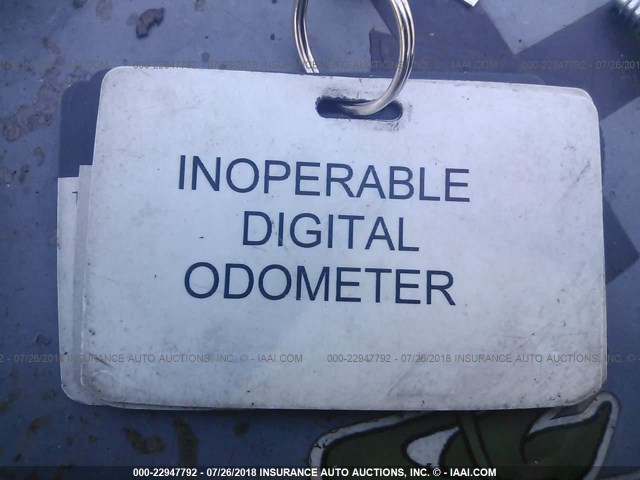 INOPERABLE
DIGITAL
ODOMETER
000-22947792 - 07/26/2018 INSURANCE AUTO AUCTIONS, INC. © - IAAI.COM